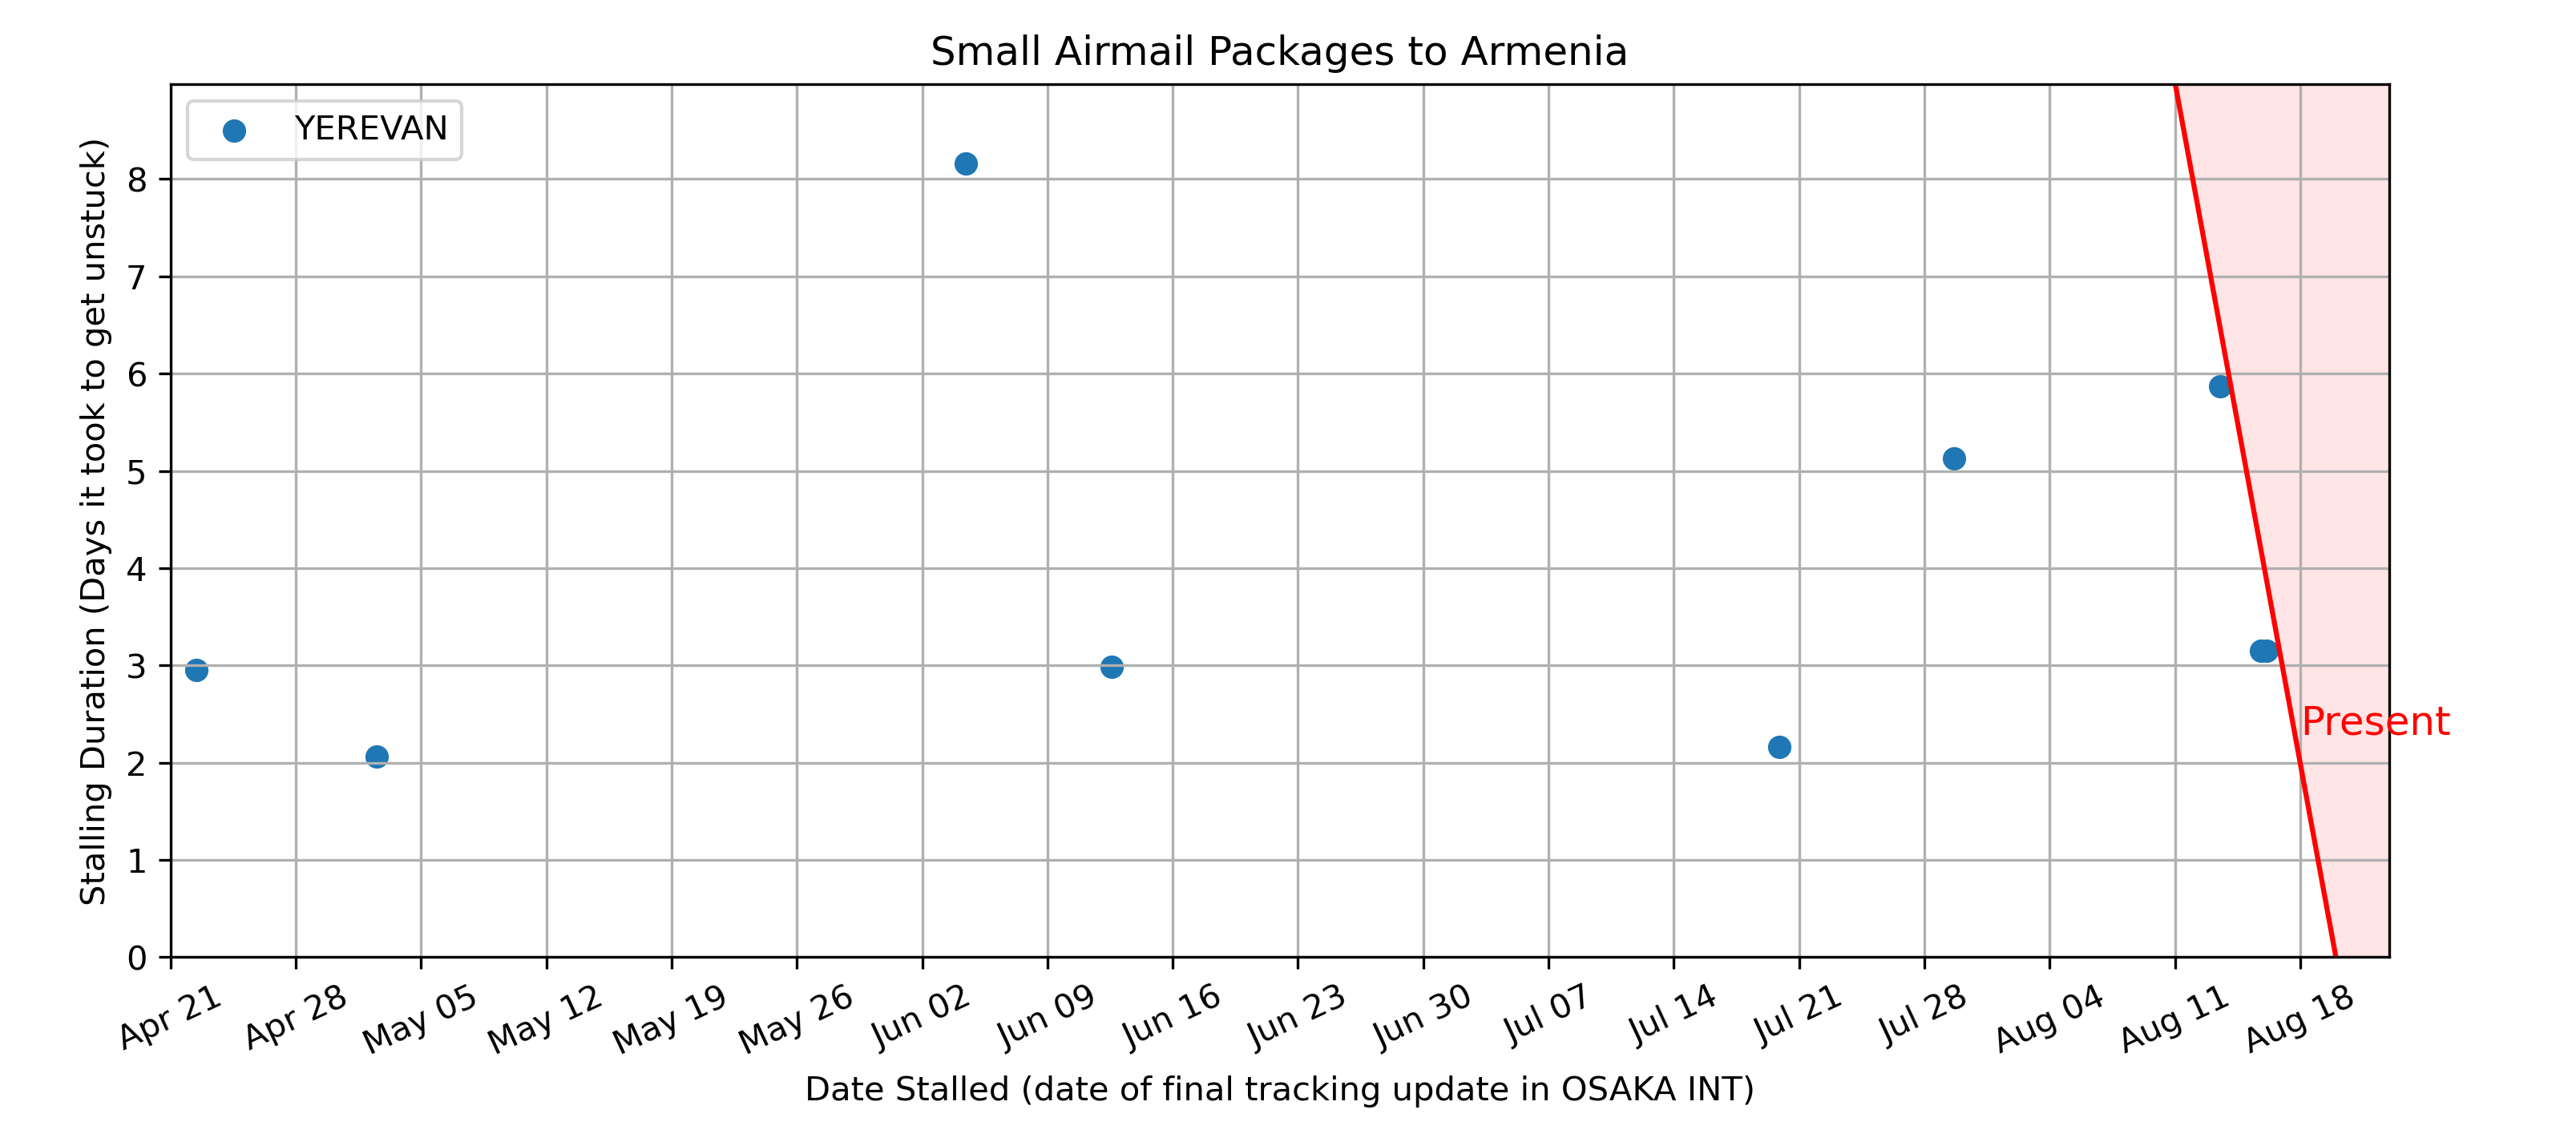 Small Airmail Packages to Armenia
YEREVAN
Stalling Duration (Days it took to get unstuck)
8
7
6
5
4
3
2
1
0
Present
Apr 21
Apr 28
May 05
May 12
May 19
May 26
Jun 02
Jun 09
Jun 16
Jun 23
Jun 30
Jul 07
Jul 14
Jul 21
Jul 28
Aug 04
Aug 11
Aug 18
Date Stalled (date of final tracking update in OSAKA INT)